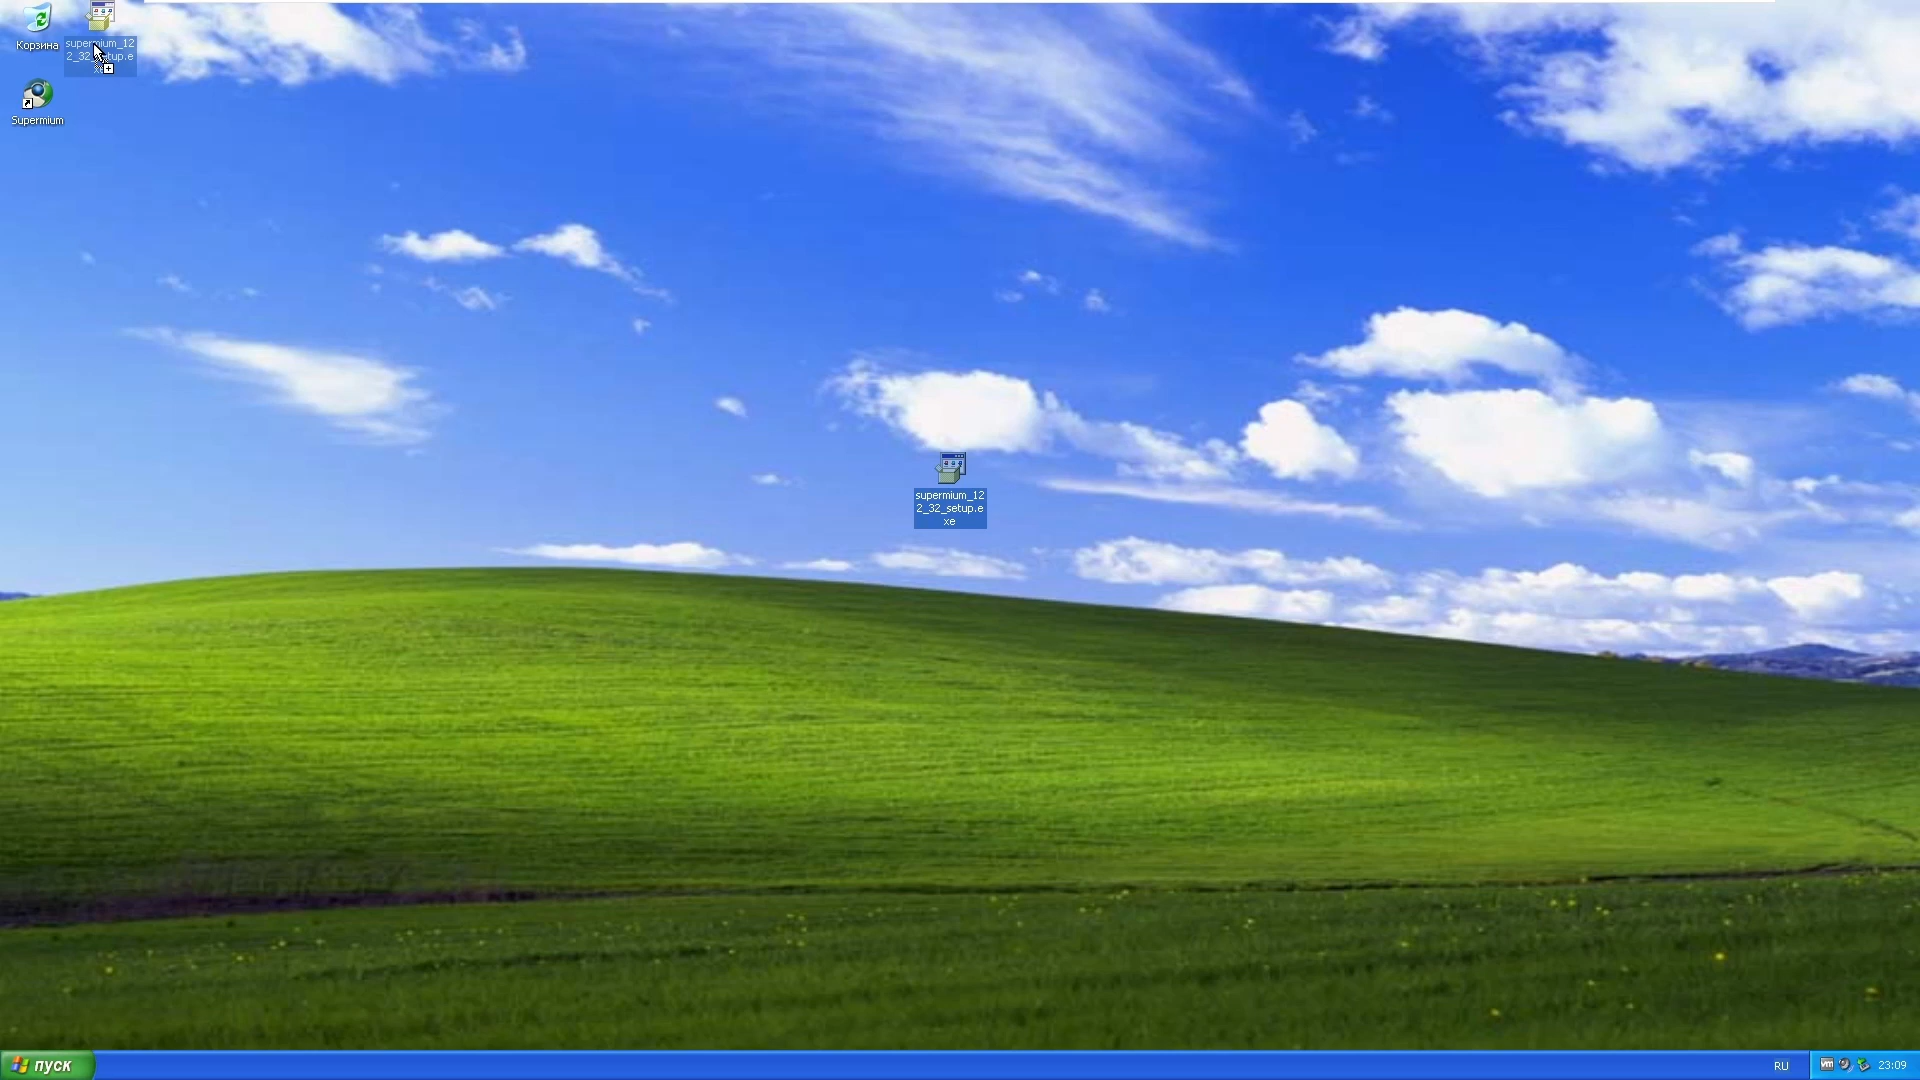 Корзина
supermium_12
2_32_setup.e
xe
Supermium
supermium_12
2_32_setup.e
xe
пуск
RU
23:09